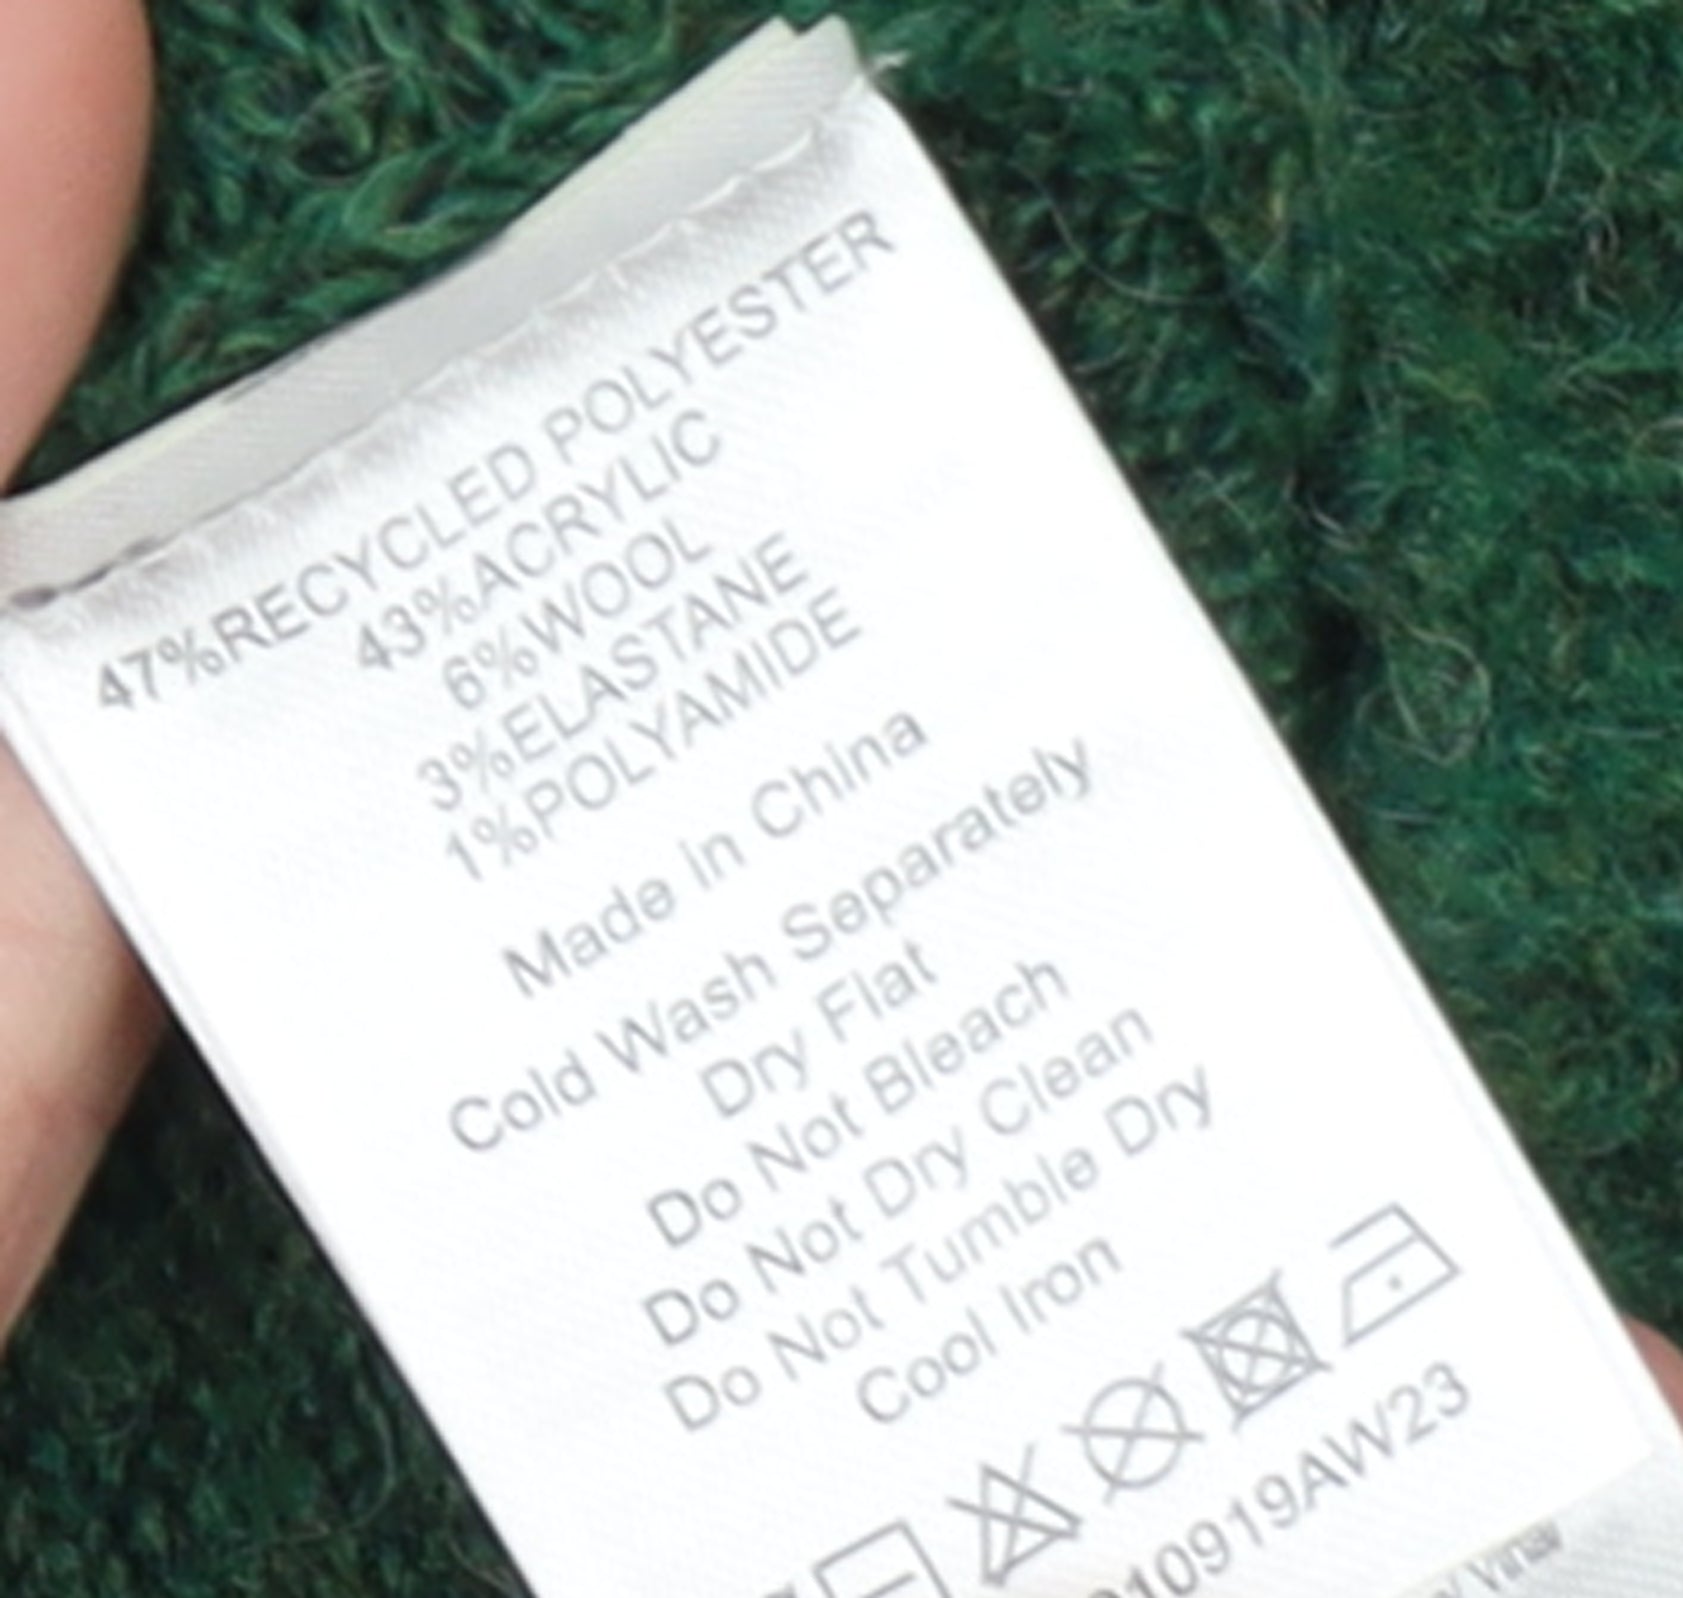 47%RECYCLED POLYESTER
43%ACRYLIC
6%WOOL
3%ELASTANE
1%POLYAMIDE
Made in China
Cold Wash Separately
Dry Flat
Do Not Bleach
Do Not Dry Clean
Do Not Tumble Dry
Cool Iron
10919AW23